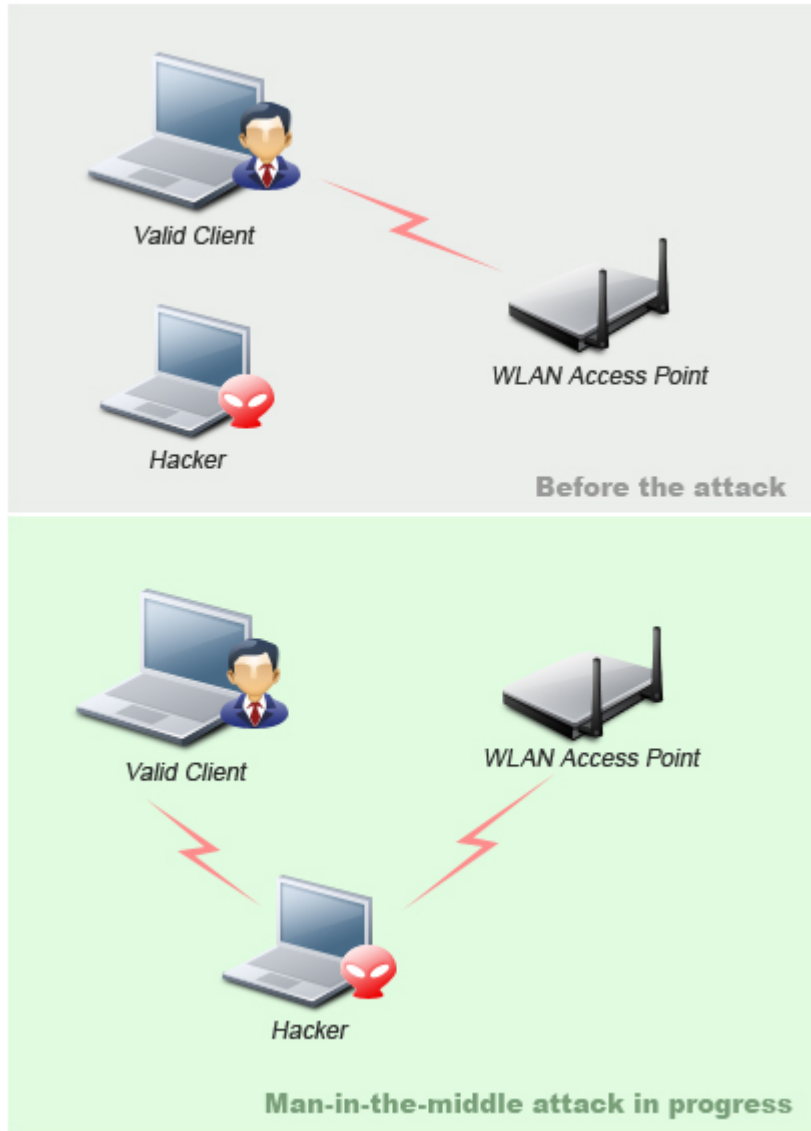 Valid Client
WLAN Access Point
Hacker
Before the attack
Valid Client
WLAN Access Point
Hacker
Man-in-the-middle attack in progress